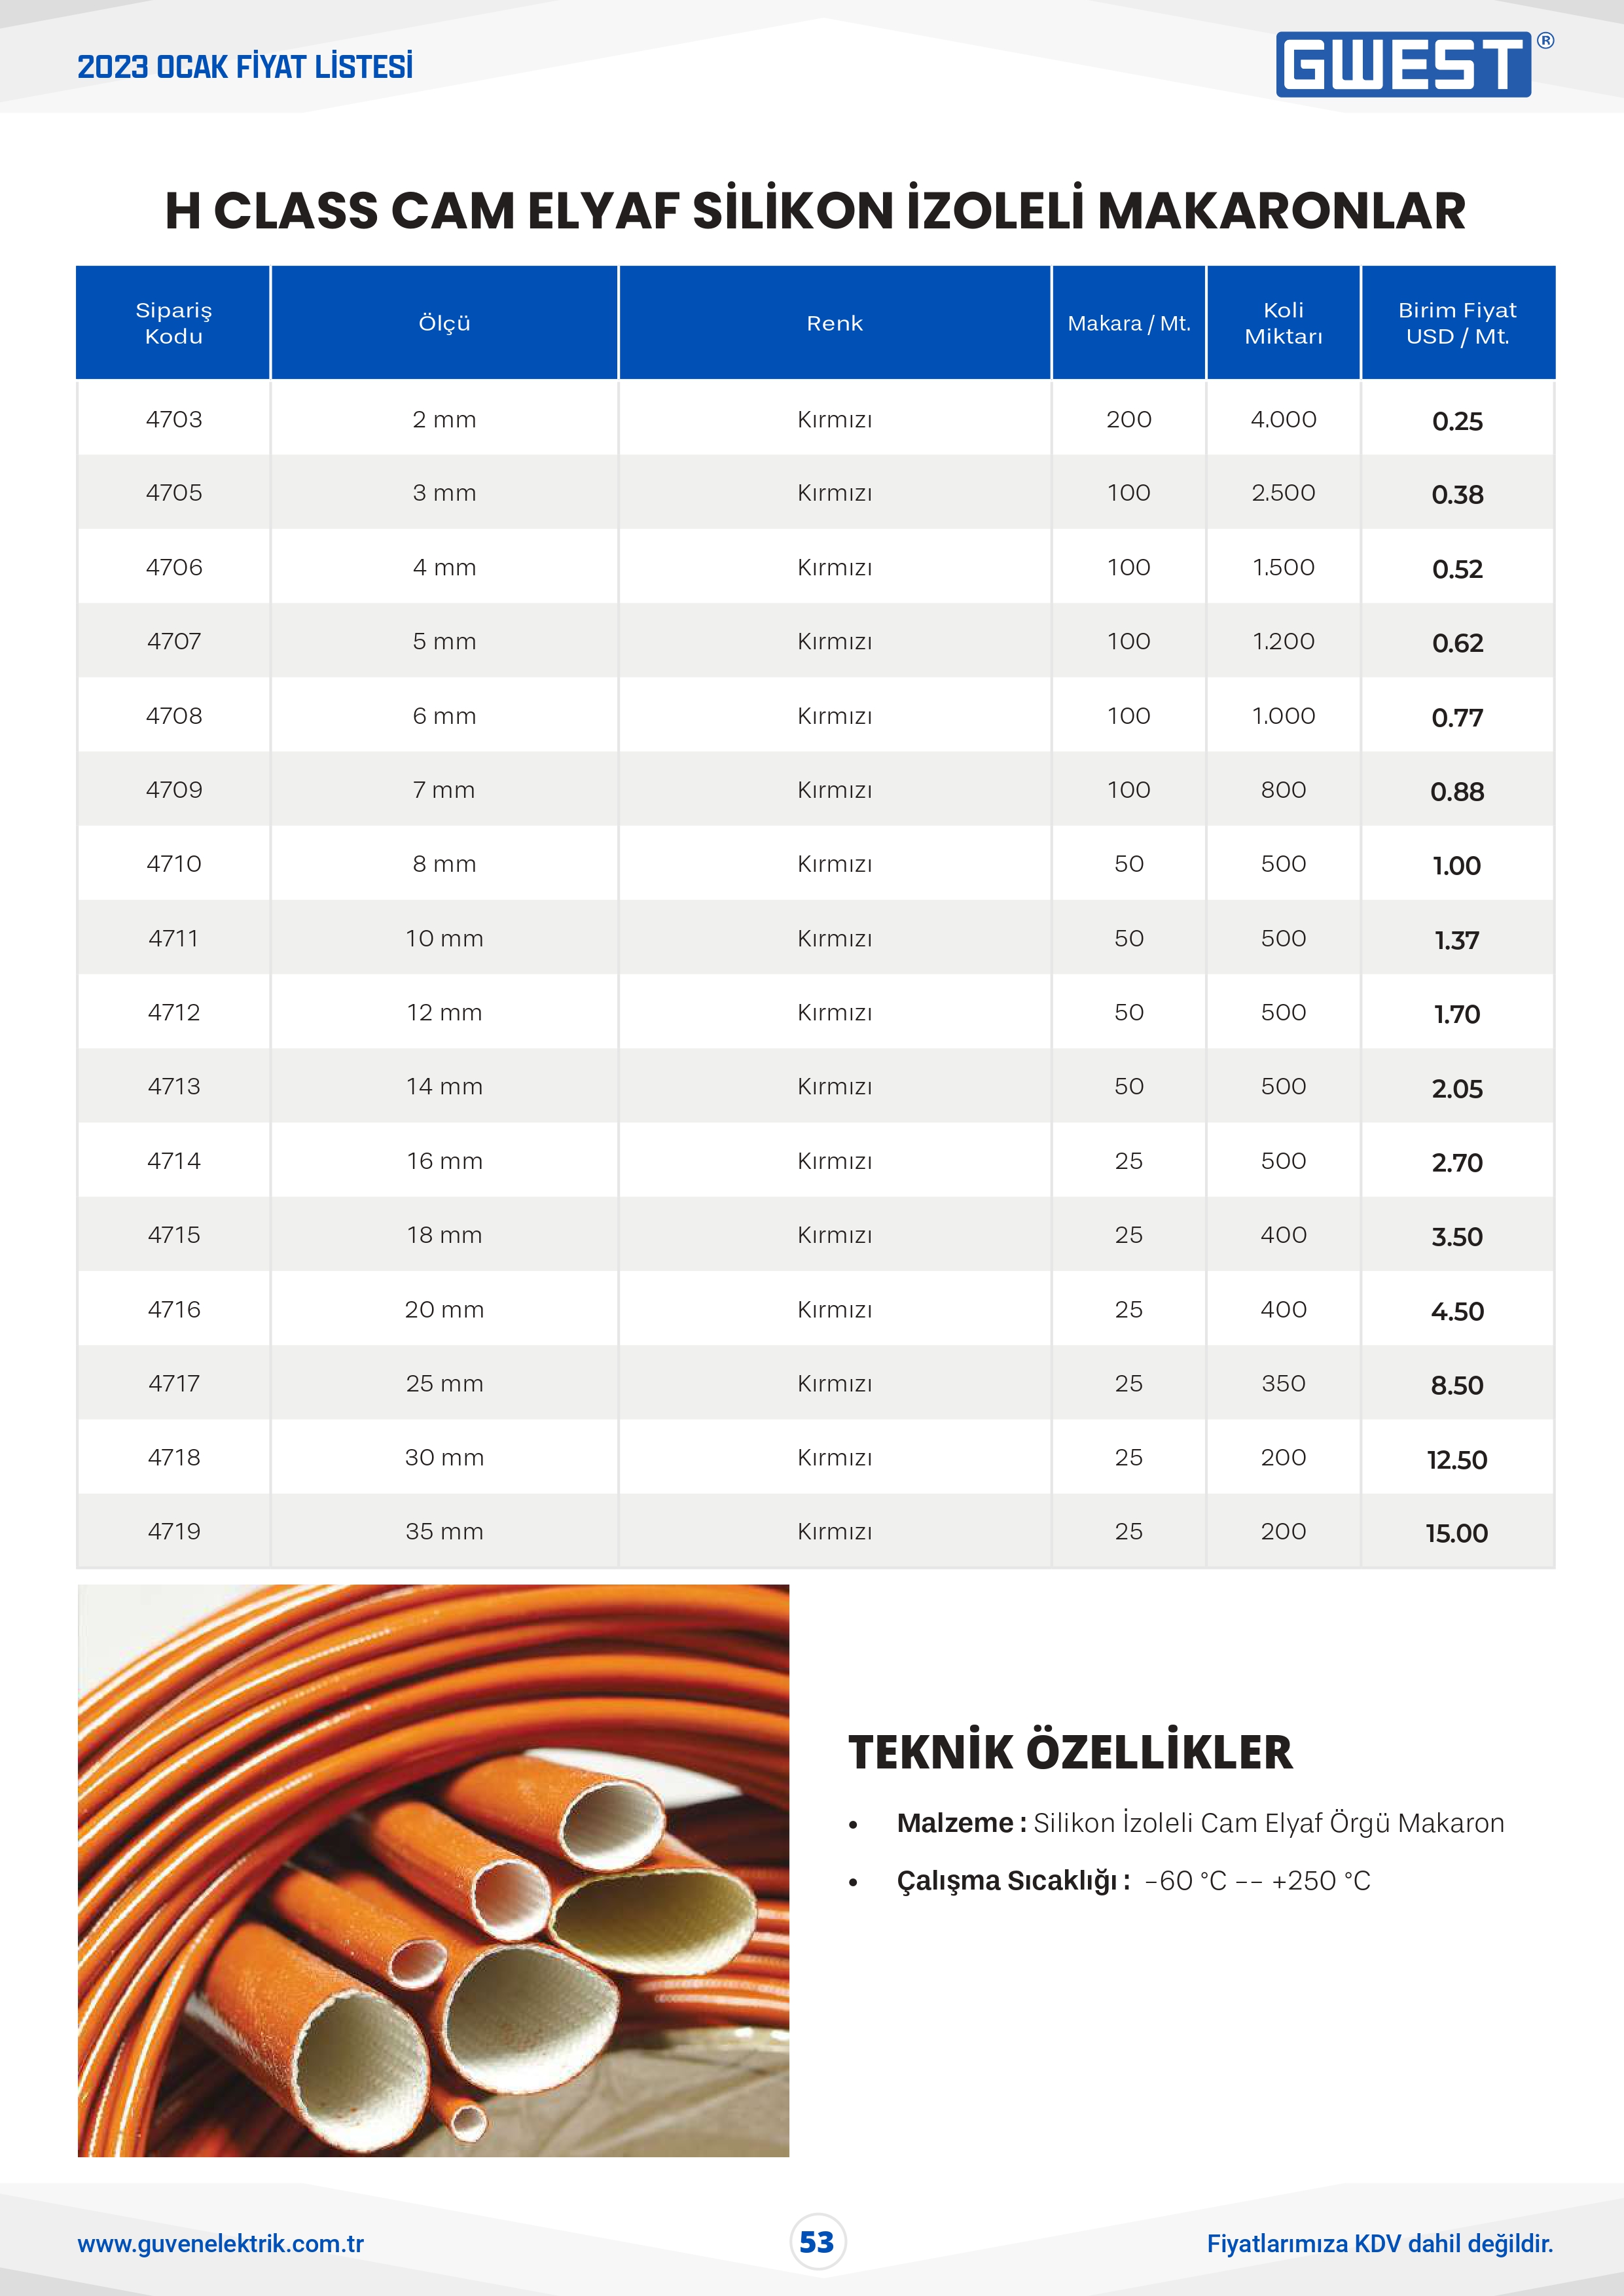 2023 OCAK FİYAT LİSTESİ
GWEST®
H CLASS CAM ELYAF SİLİKON İZOLELİ MAKARONLAR
Sipariş Kodu Ölçü Renk Makara / Mt. Koli Miktarı Birim Fiyat USD / Mt.
4703 2 mm Kırmızı 200 4.000 0.25
4705 3 mm Kırmızı 100 2.500 0.38
4706 4 mm Kırmızı 100 1.500 0.52
4707 5 mm Kırmızı 100 1.200 0.62
4708 6 mm Kırmızı 100 1.000 0.77
4709 7 mm Kırmızı 100 800 0.88
4710 8 mm Kırmızı 50 500 1.00
4711 10 mm Kırmızı 50 500 1.37
4712 12 mm Kırmızı 50 500 1.70
4713 14 mm Kırmızı 50 500 2.05
4714 16 mm Kırmızı 25 500 2.70
4715 18 mm Kırmızı 25 400 3.50
4716 20 mm Kırmızı 25 400 4.50
4717 25 mm Kırmızı 25 350 8.50
4718 30 mm Kırmızı 25 200 12.50
4719 35 mm Kırmızı 25 200 15.00
TEKNİK ÖZELLİKLER
• Malzeme : Silikon İzoleli Cam Elyaf Örgü Makaron
• Çalışma Sıcaklığı : -60 °C -- +250 °C
www.guvenelektrik.com.tr
53
Fiyatlarımıza KDV dahil değildir.